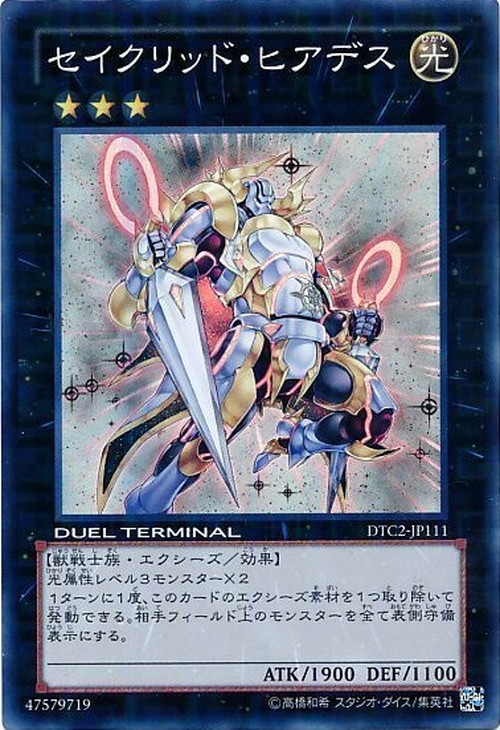 セイクリッド・ヒアデス
ひかり
光
DUEL TERMINAL
DTC2-JP111
【獣戦士族・エクシーズ/効果】
光属性レベル3モンスター×2
1ターンに1度、このカードのエクシーズ素材を1つ取り除いて
発動できる。相手フィールド上のモンスターを全て表側守備
表示にする。
ATK/1900 DEF/1100
47579719
©高橋和希 スタジオ・ダイス/集英社